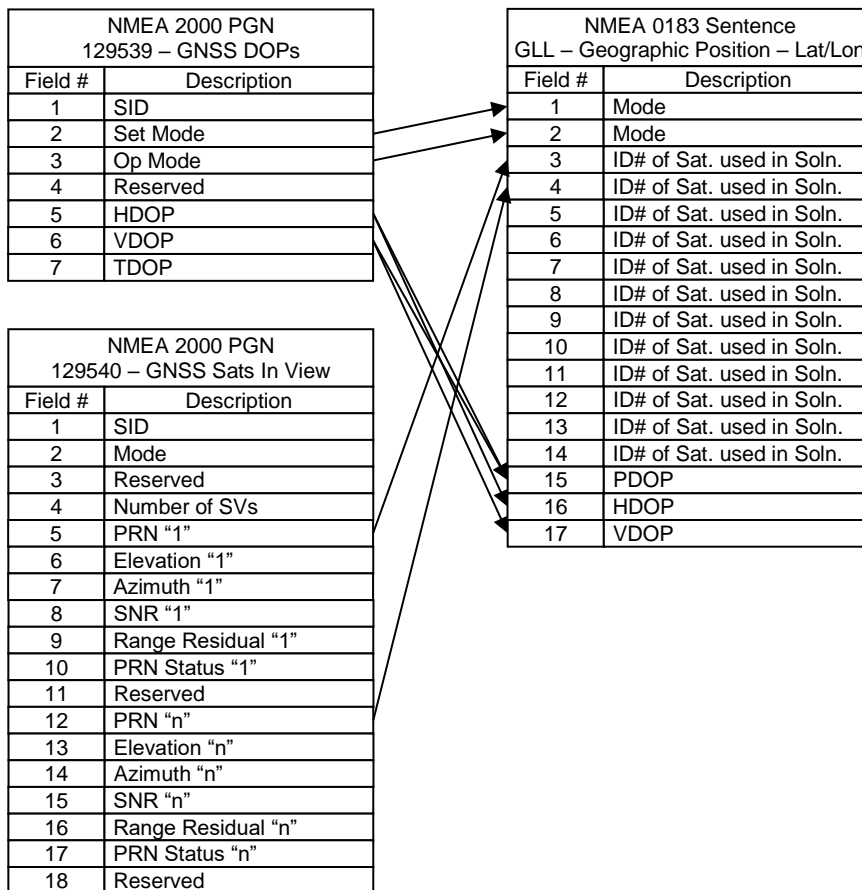 NMEA 2000 PGN
129539 – GNSS DOPs
Field # Description
1 SID
2 Set Mode
3 Op Mode
4 Reserved
5 HDOP
6 VDOP
7 TDOP
NMEA 2000 PGN
129540 – GNSS Sats In View
Field # Description
1 SID
2 Mode
3 Reserved
4 Number of SVs
5 PRN “1”
6 Elevation “1”
7 Azimuth “1”
8 SNR “1”
9 Range Residual “1”
10 PRN Status “1”
11 Reserved
12 PRN “n”
13 Elevation “n”
14 Azimuth “n”
15 SNR “n”
16 Range Residual “n”
17 PRN Status “n”
18 Reserved
NMEA 0183 Sentence
GLL – Geographic Position – Lat/Lon
Field # Description
1 Mode
2 Mode
3 ID# of Sat. used in Soln.
4 ID# of Sat. used in Soln.
5 ID# of Sat. used in Soln.
6 ID# of Sat. used in Soln.
7 ID# of Sat. used in Soln.
8 ID# of Sat. used in Soln.
9 ID# of Sat. used in Soln.
10 ID# of Sat. used in Soln.
11 ID# of Sat. used in Soln.
12 ID# of Sat. used in Soln.
13 ID# of Sat. used in Soln.
14 ID# of Sat. used in Soln.
15 PDOP
16 HDOP
17 VDOP